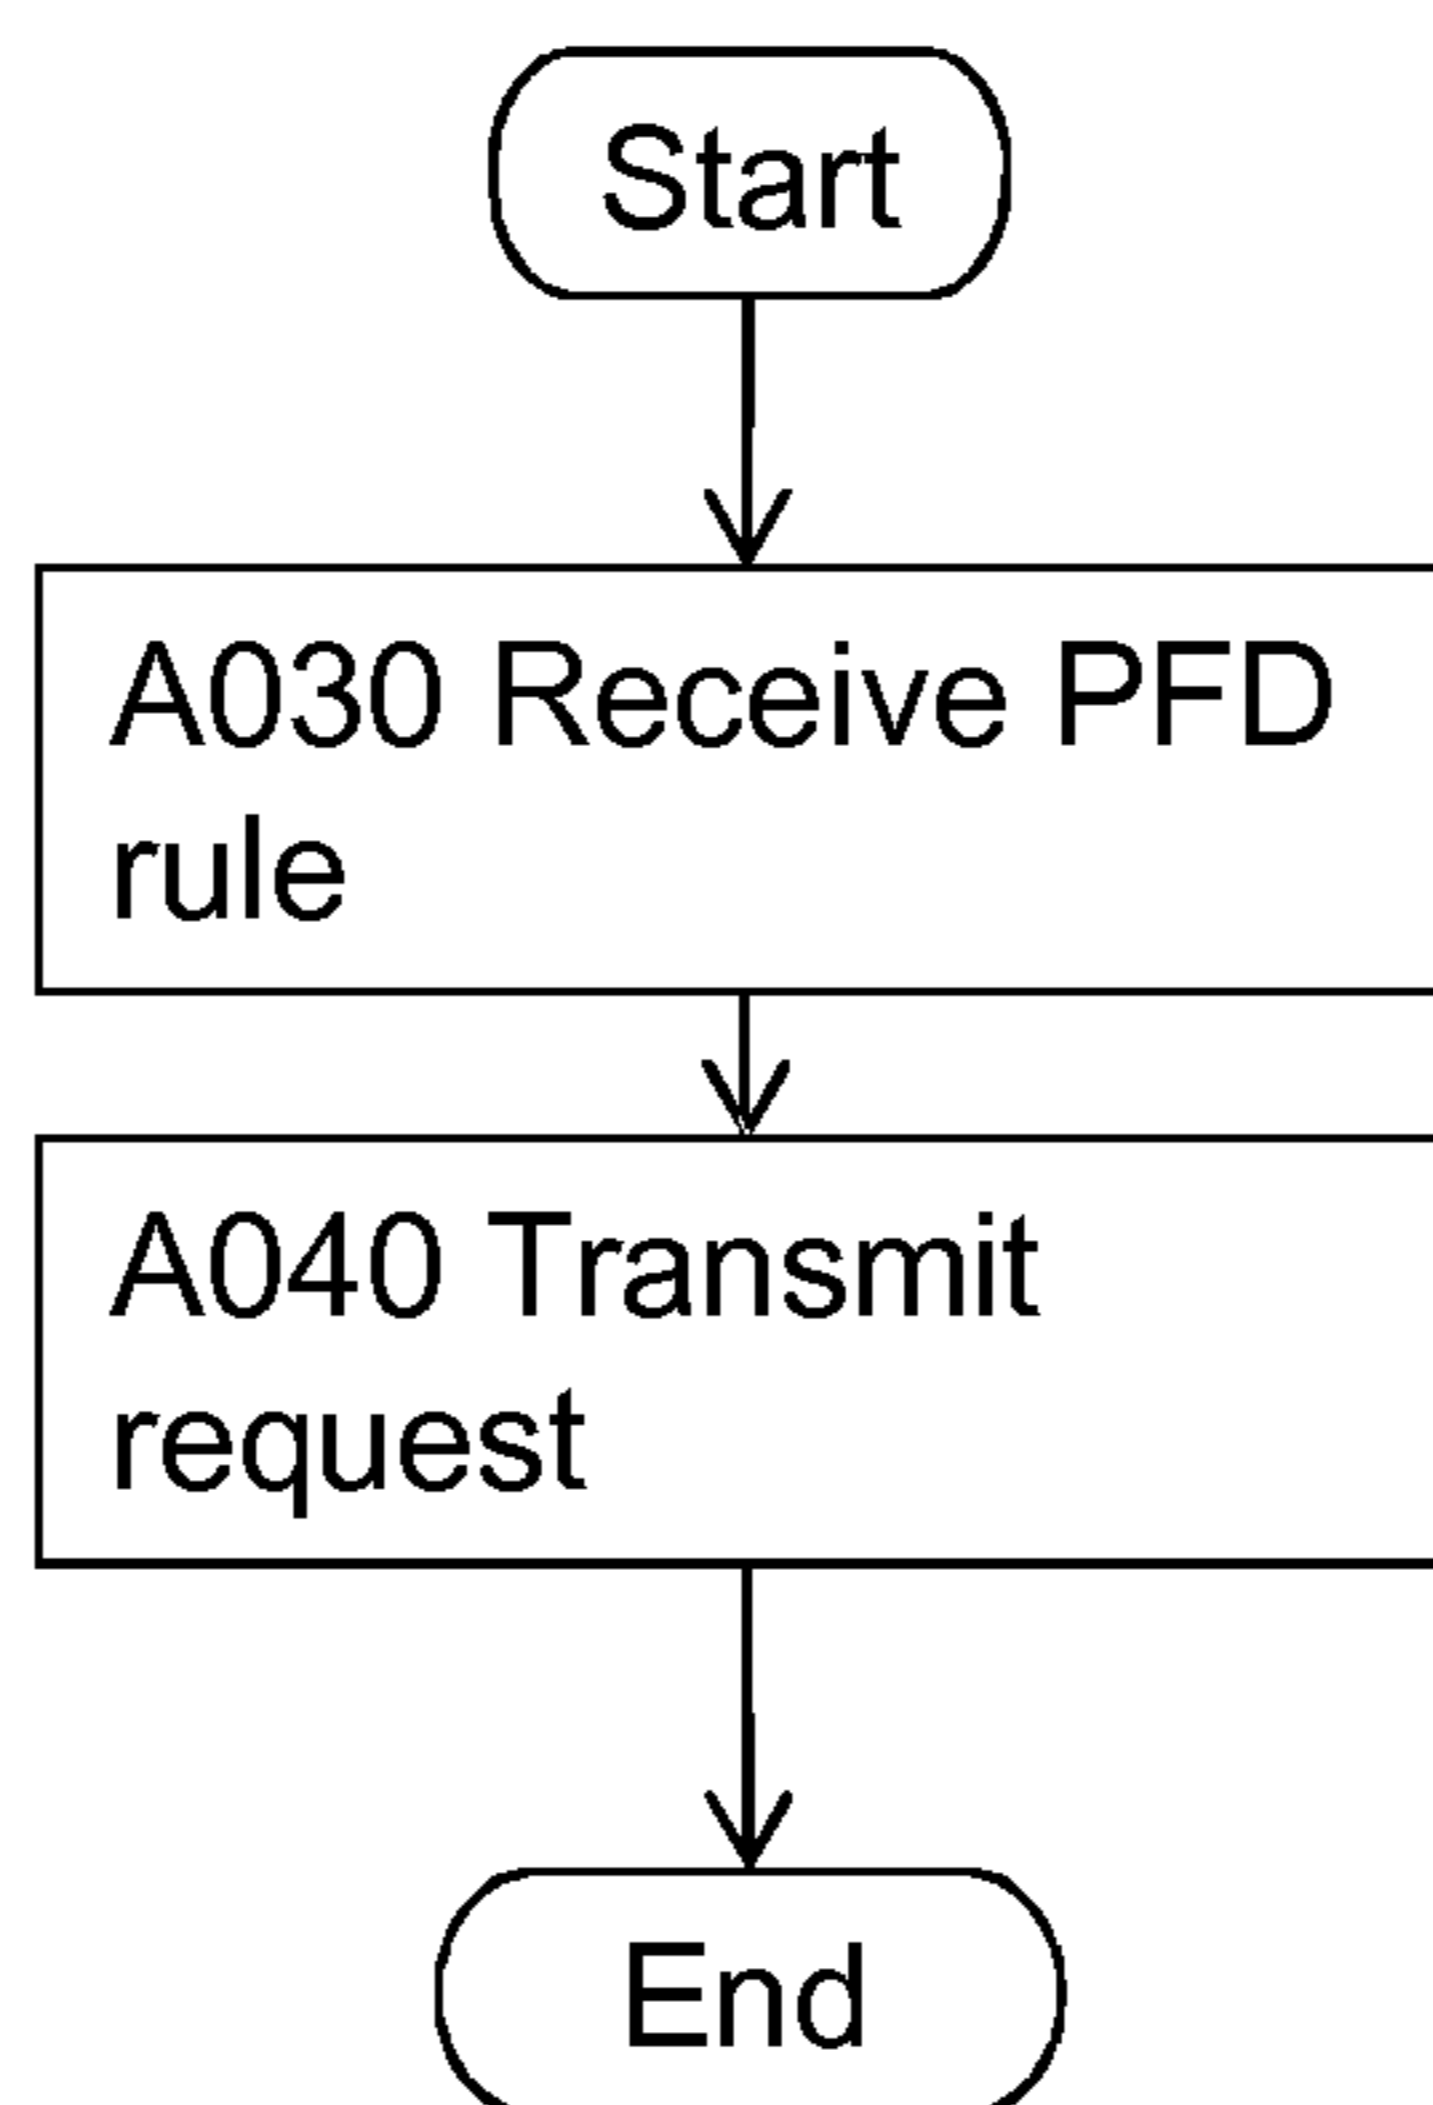 Start
A030 Receive PFD
rule
A040 Transmit
request
End